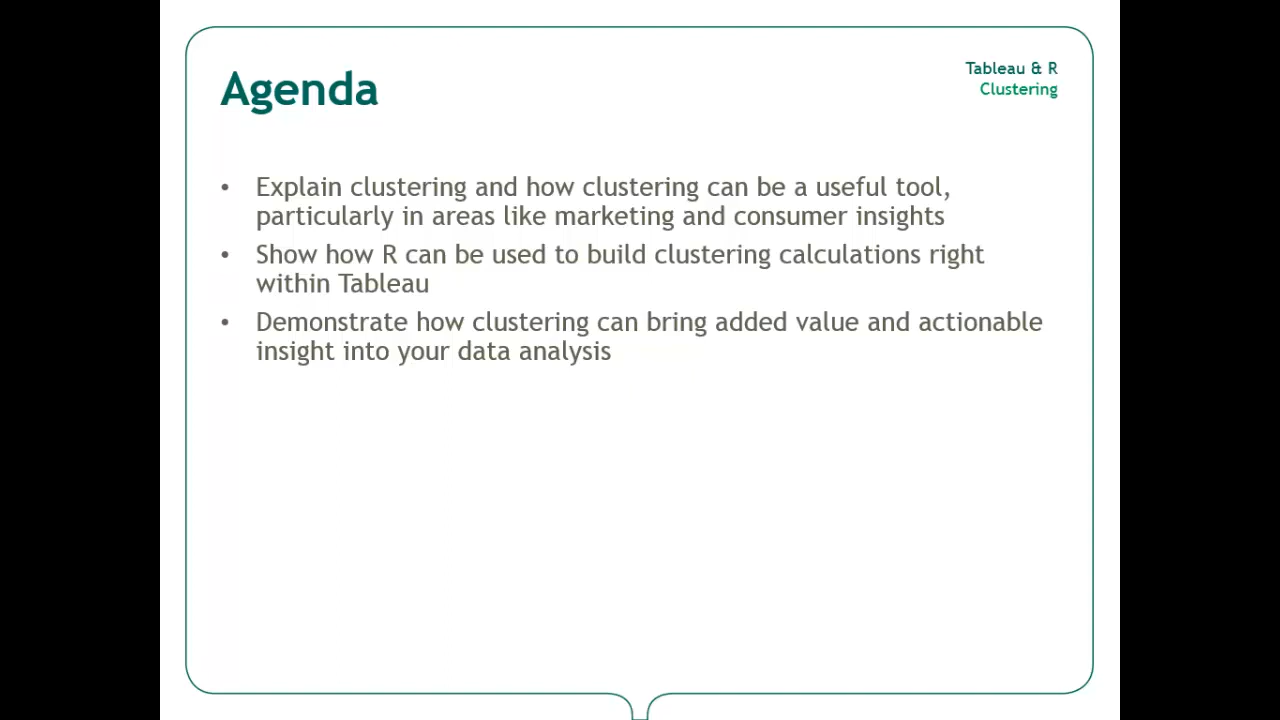 Agenda
Tableau & R
Clustering
• Explain clustering and how clustering can be a useful tool,
particularly in areas like marketing and consumer insights
• Show how R can be used to build clustering calculations right
within Tableau
• Demonstrate how clustering can bring added value and actionable
insight into your data analysis